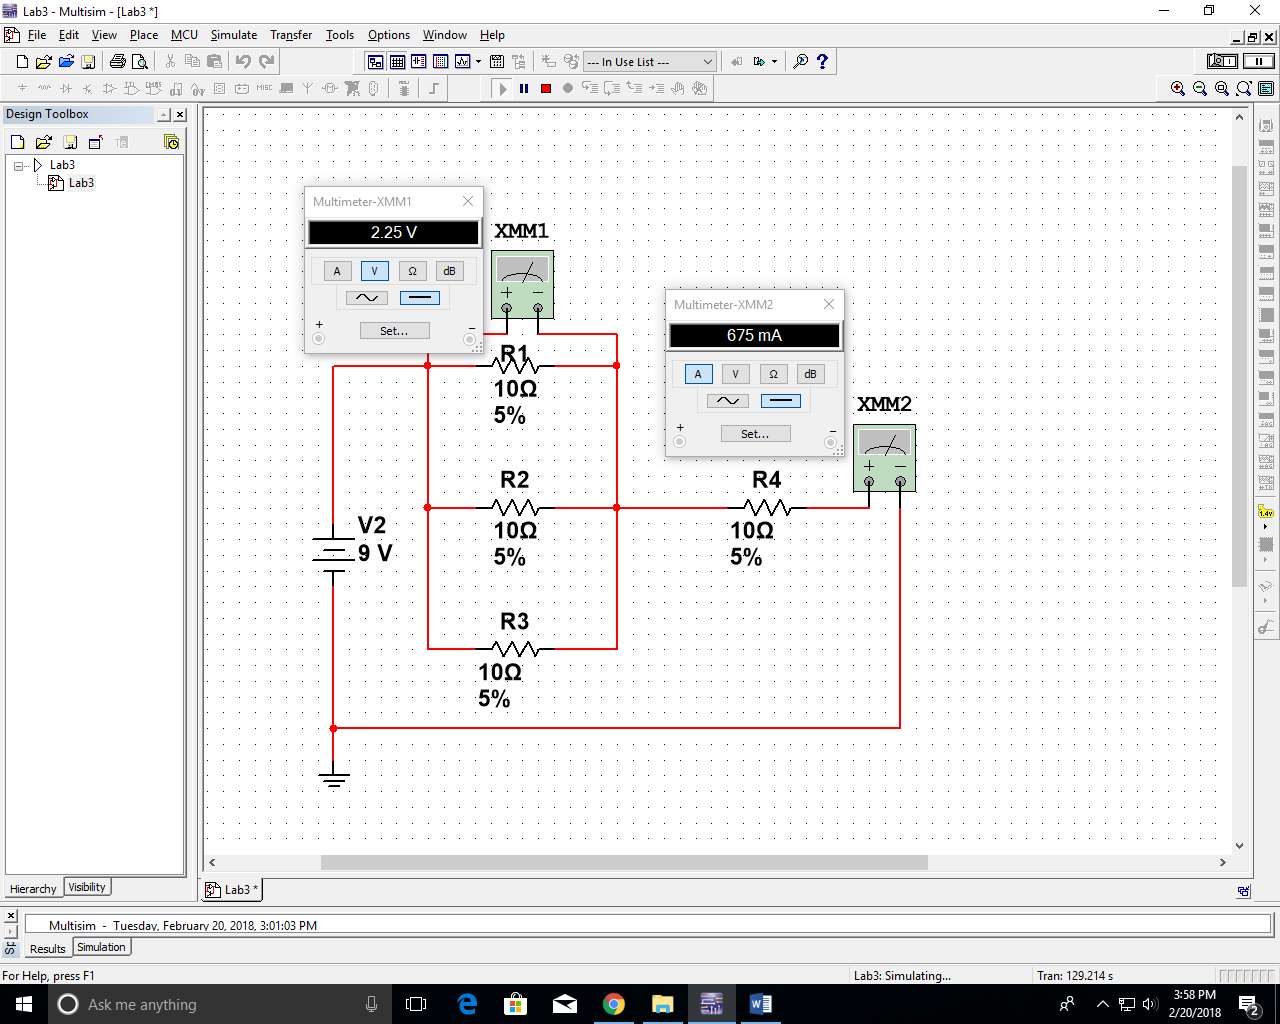 Lab3 - Multisim - [Lab3 *]
File Edit View Place MCU Simulate Transfer Tools Options Window Help
--- In Use List ---
?
MISC
Design Toolbox
Lab3
Lab3
Multimeter-XMM1
2.25 V
A V Ω dB
Set...
+ −
XMM1
+ −
R1
10Ω
5%
Multimeter-XMM2
675 mA
A V Ω dB
Set...
+ −
XMM2
+ −
R2
10Ω
5%
R4
10Ω
5%
V2
9 V
R3
10Ω
5%
1.4v
Hierarchy Visibility
Lab3 *
Multisim - Tuesday, February 20, 2018, 3:01:03 PM
Results Simulation
For Help, press F1
Lab3: Simulating...
Tran: 129.214 s
Ask me anything
3:58 PM
2/20/2018
2